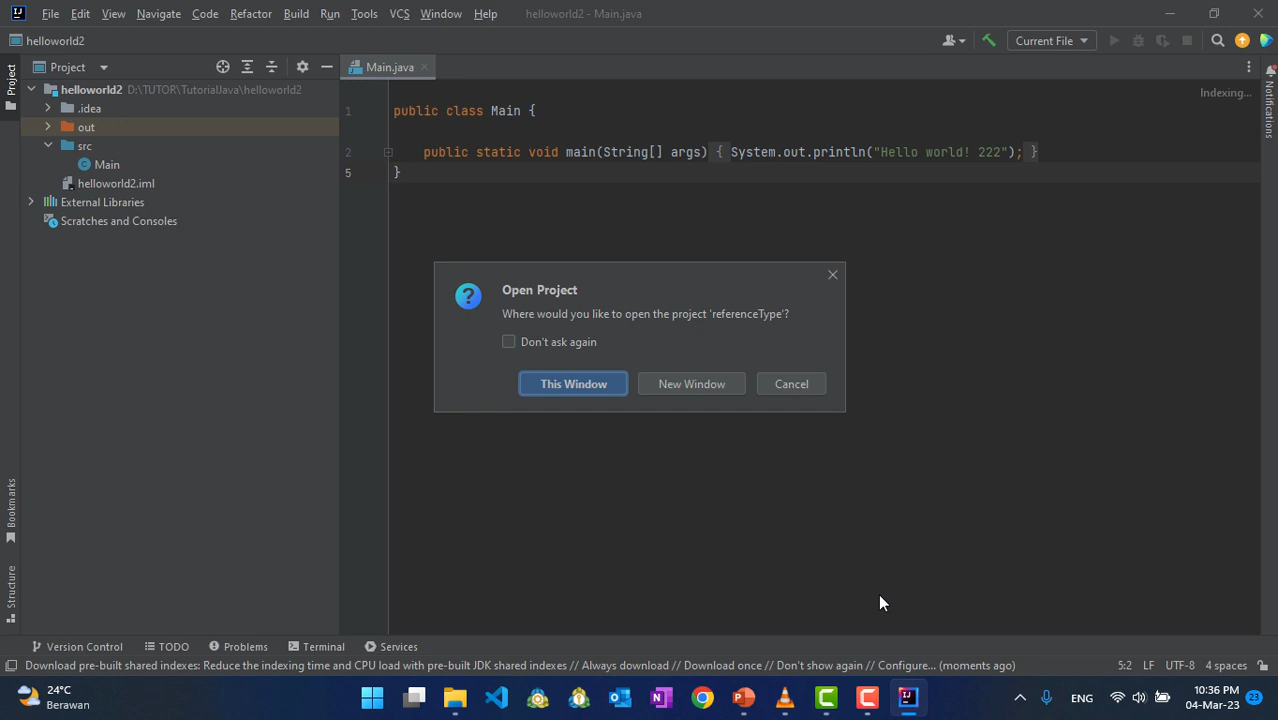 File Edit View Navigate Code Refactor Build Run Tools VCS Window Help helloworld2 - Main.java
helloworld2
Current File
Project
Main.java
Project
helloworld2 D:\TUTOR\TutorialJava\helloworld2
.idea
out
src
Main
helloworld2.iml
External Libraries
Scratches and Consoles
Indexing...
Notifications
1 public class Main {
2 public static void main(String[] args) { System.out.println("Hello world! 222"); }
5 }
Open Project
Where would you like to open the project 'referenceType'?
Don't ask again
This Window New Window Cancel
Bookmarks
Structure
Version Control TODO Problems Terminal Services
Download pre-built shared indexes: Reduce the indexing time and CPU load with pre-built JDK shared indexes // Always download // Download once // Don't show again // Configure... (moments ago) 5:2 LF UTF-8 4 spaces
24°C
Berawan
ENG
10:36 PM
04-Mar-23
23